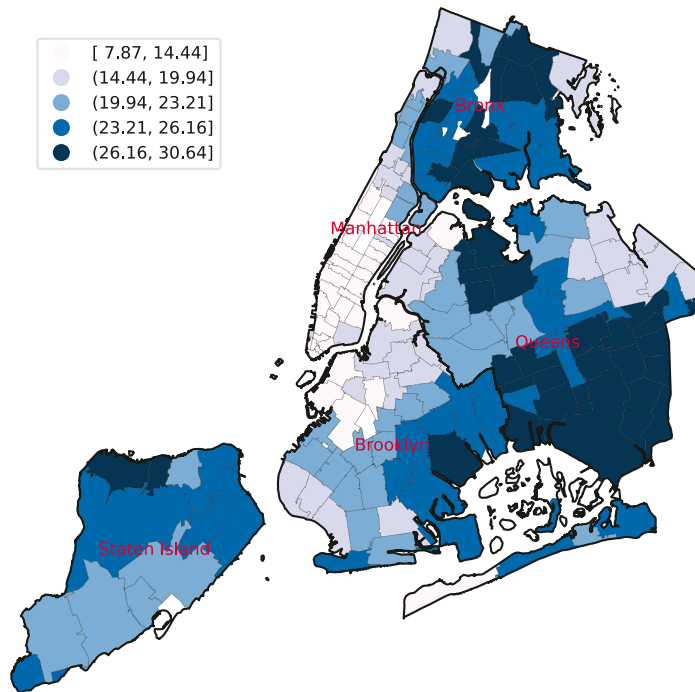 [ 7.87, 14.44]
(14.44, 19.94]
(19.94, 23.21]
(23.21, 26.16]
(26.16, 30.64]
Bronx
Manhattan
Queens
Brooklyn
Staten Island